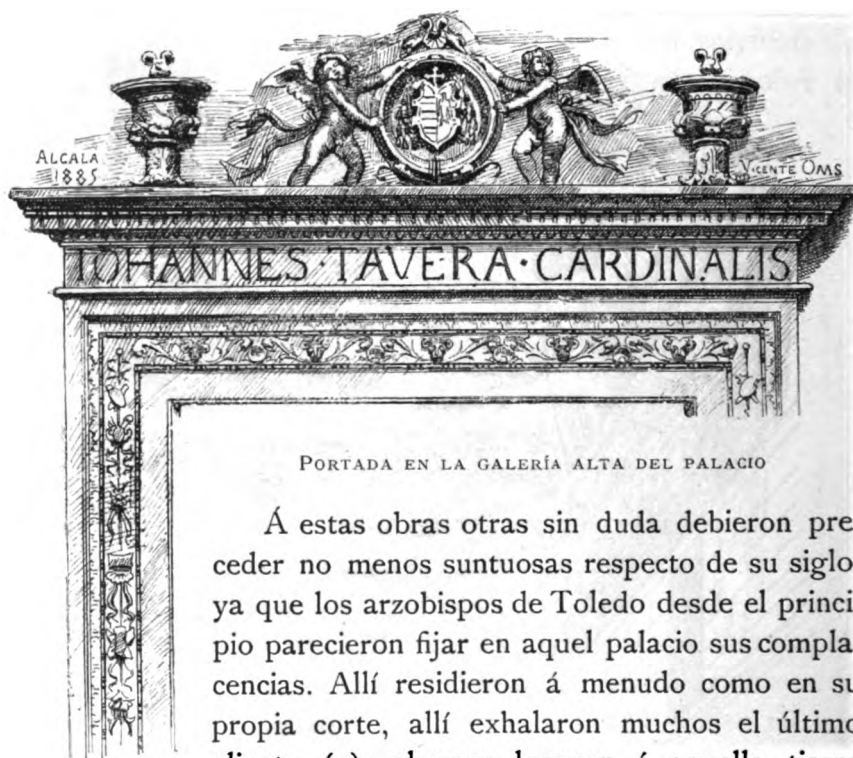 ALCALA
1885
VICENTE OMS
IOHANNES·TAVERA·CARDINALIS
PORTADA EN LA GALERÍA ALTA DEL PALACIO
Á estas obras otras sin duda debieron pre
ceder no menos suntuosas respecto de su siglo
ya que los arzobispos de Toledo desde el princi
pio parecieron fijar en aquel palacio sus compla
cencias. Allí residieron á menudo como en su
propia corte, allí exhalaron muchos el último